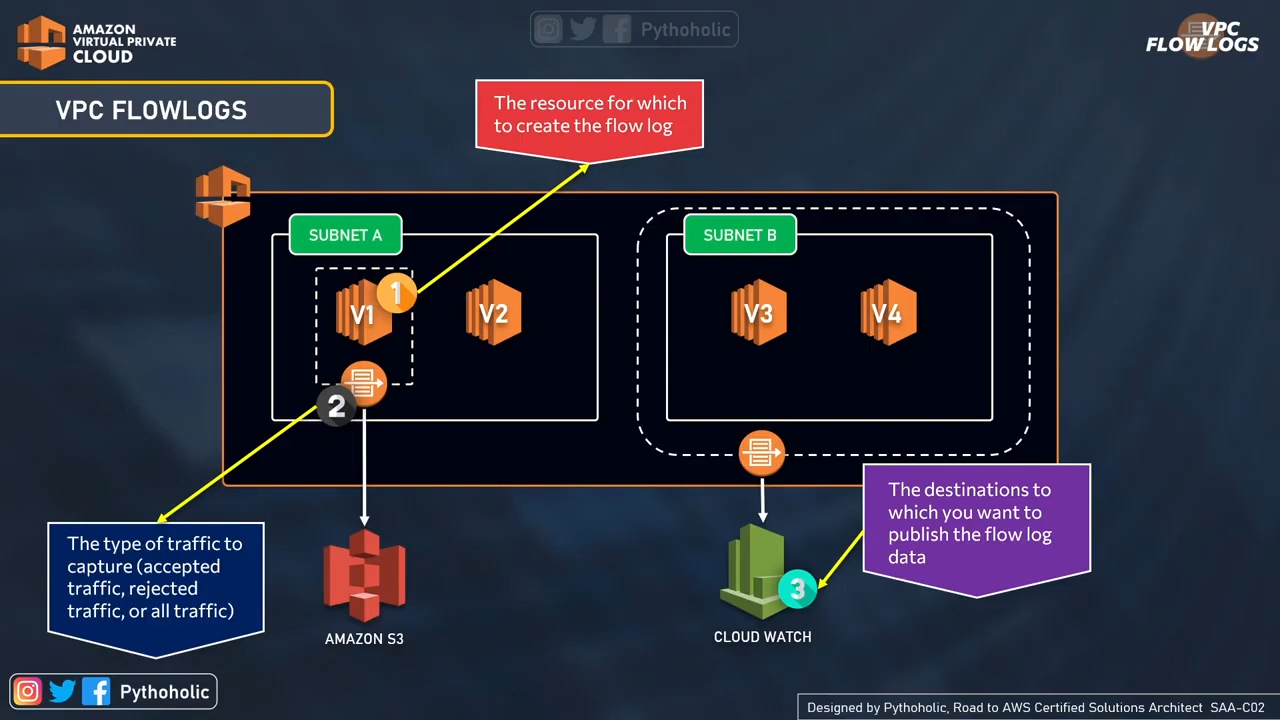 AMAZON
VIRTUAL PRIVATE
CLOUD
Pythoholic
VPC
FLOW LOGS
VPC FLOWLOGS
The resource for which
to create the flow log
SUBNET A
SUBNET B
V1
1
V2
V3
V4
2
The type of traffic to
capture (accepted
traffic, rejected
traffic, or all traffic)
The destinations to
which you want to
publish the flow log
data
3
AMAZON S3
CLOUD WATCH
Pythoholic
Designed by Pythoholic, Road to AWS Certified Solutions Architect SAA-C02